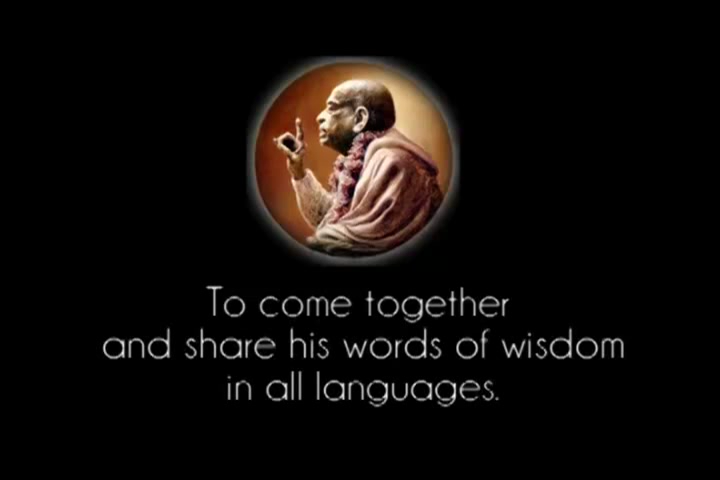 To come together
and share his words of wisdom
in all languages.